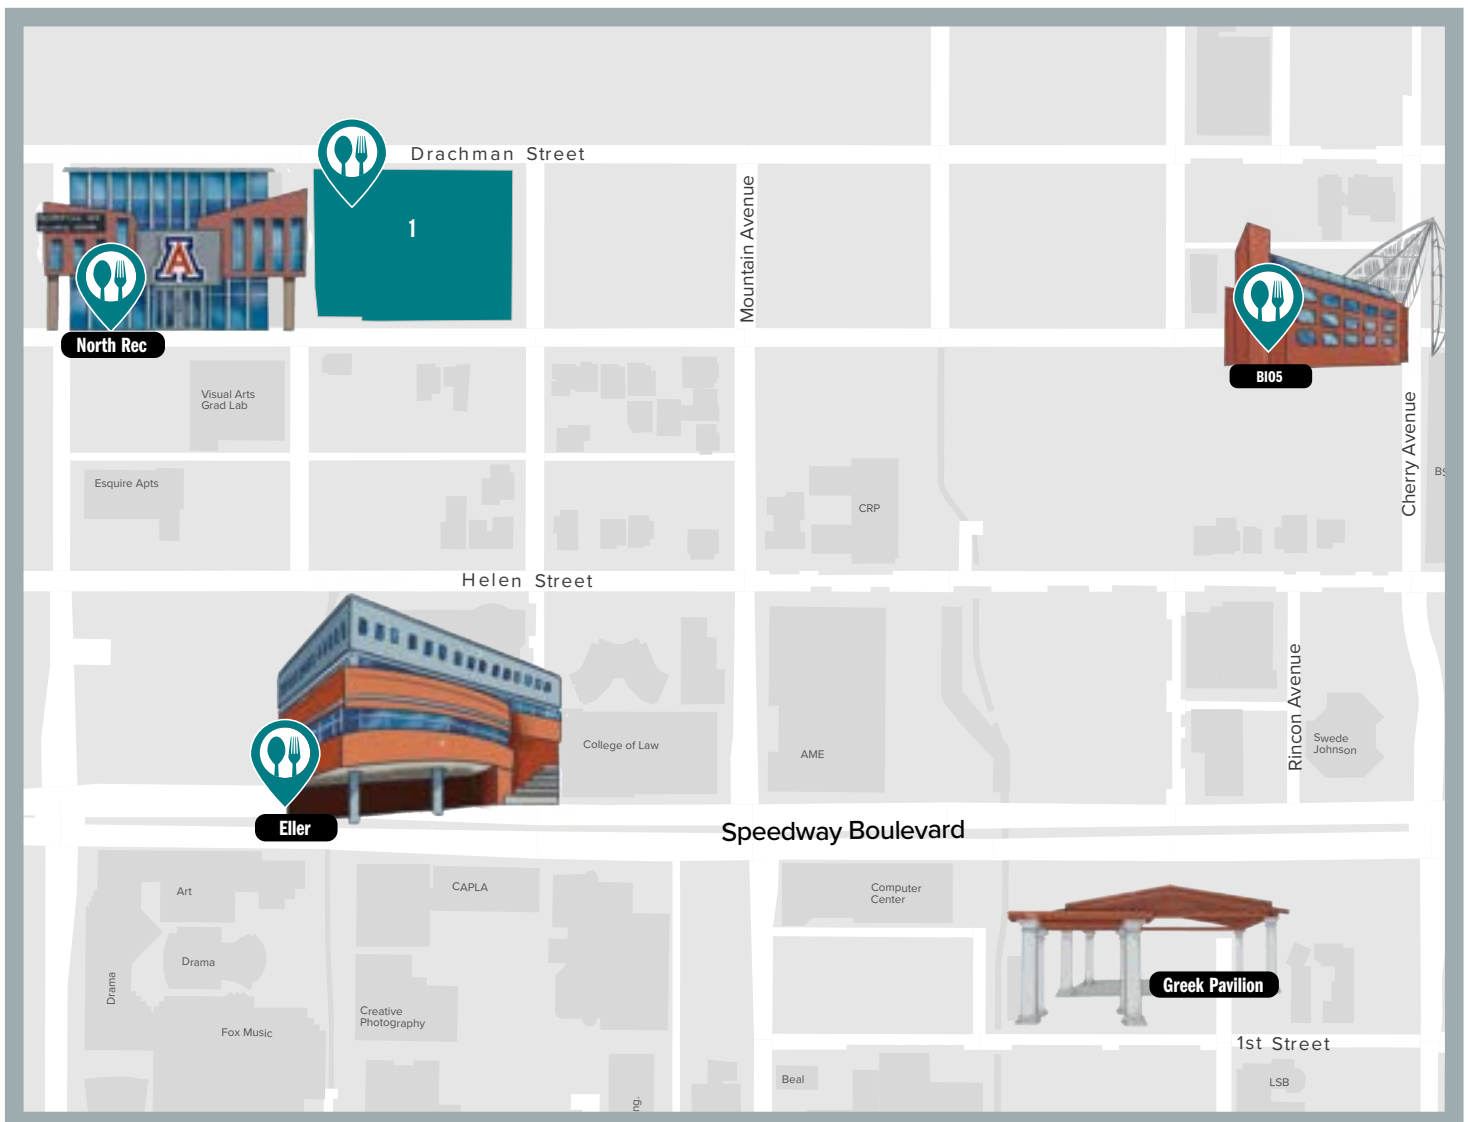 Drachman Street
1
Mountain Avenue
A
North Rec
BIO5
Visual Arts
Grad Lab
Cherry Avenue
Esquire Apts
CRP
Helen Street
Rincon Avenue
College of Law
AME
Swede
Johnson
Eller
Speedway Boulevard
Art
CAPLA
Computer
Center
Drama
Drama
Greek Pavilion
Creative
Photography
Fox Music
1st Street
Beal
LSB
ng.